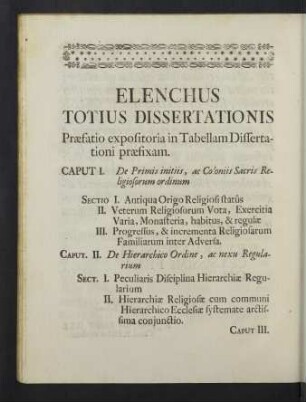 ELENCHUS
TOTIUS DISSERTATIONIS
Præfatio expositoria in Tabellam Disserta-
tioni præfixam.
CAPUT I. De Primis initiis, ac Co'oniis Sacris Re-
ligiosorum ordinum
SECTIO I. Antiqua Origo Religiosi statûs
II. Veterum Religiosorum Vota, Exercitia
Varia, Monasteria, habitus, & regulæ
III. Progressus, & incrementa Religiosarum
Familiarum inter Adversa.
CAPUT. II. De Hierarchico Ordine, ac nexu Regula-
rium
SECT. I. Peculiaris Disciplina Hierarchiæ Regu-
larium
II. Hierarchiæ Religiosæ cum communi
Hierarchico Ecclesiæ systemate arctis-
sima conjunctio.
CAPUT III.